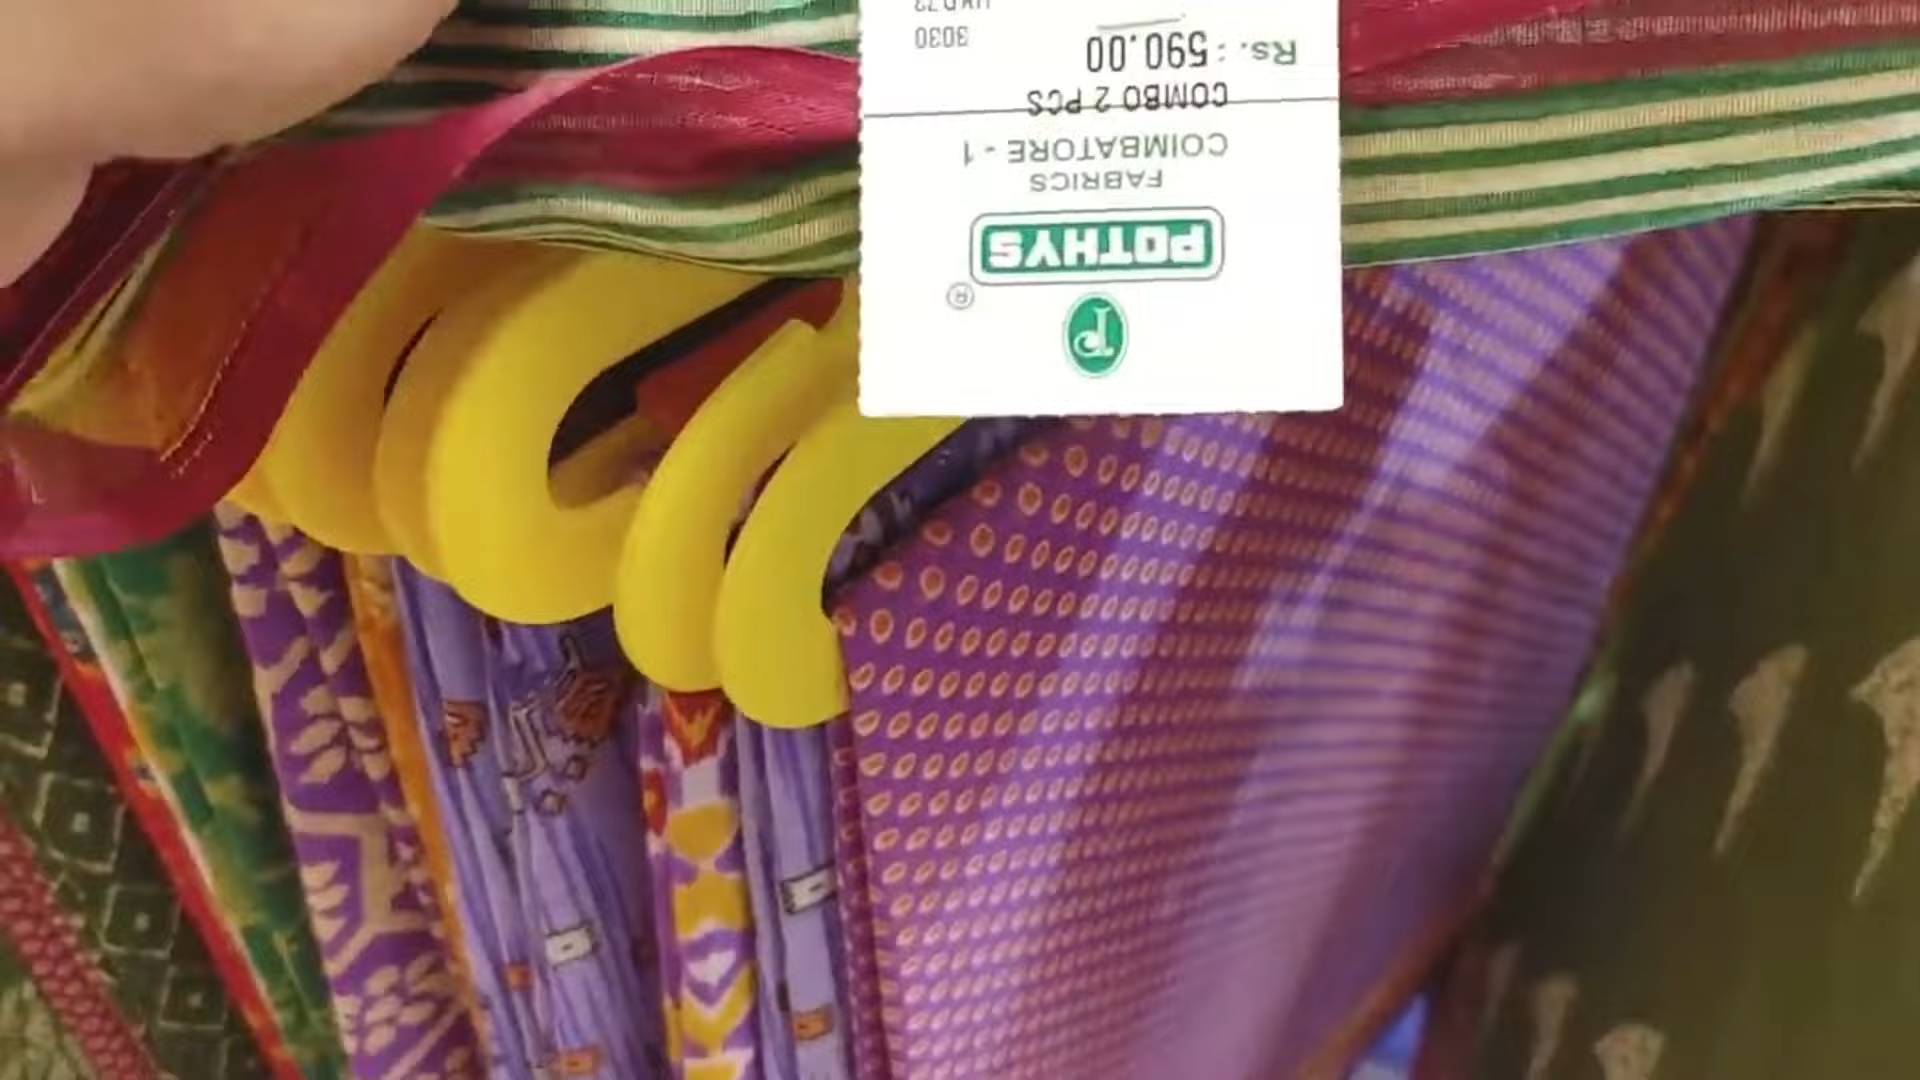 P
POTHYS ®
FABRICS
COIMBATORE - 1
COMBO 2 PCS
Rs. : 590.00
3030